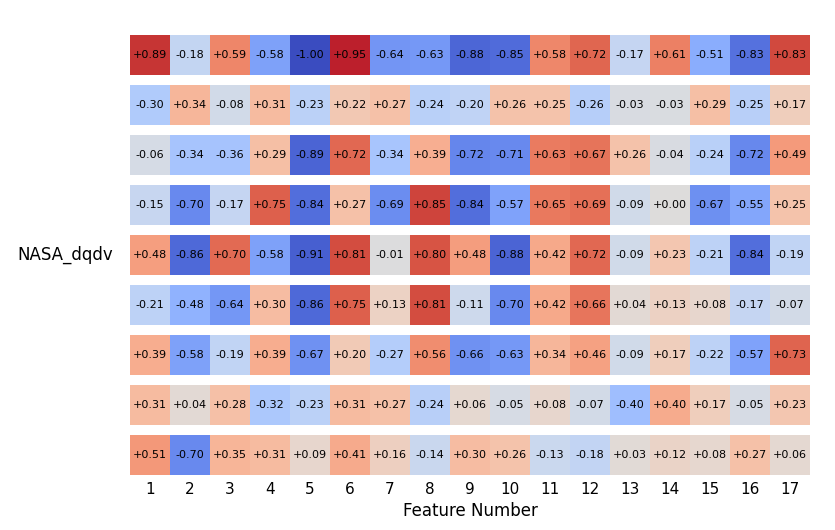 +0.89 -0.18 +0.59 -0.58 -1.00 +0.95 -0.64 -0.63 -0.88 -0.85 +0.58 +0.72 -0.17 +0.61 -0.51 -0.83 +0.83
-0.30 +0.34 -0.08 +0.31 -0.23 +0.22 +0.27 -0.24 -0.20 +0.26 +0.25 -0.26 -0.03 -0.03 +0.29 -0.25 +0.17
-0.06 -0.34 -0.36 +0.29 -0.89 +0.72 -0.34 +0.39 -0.72 -0.71 +0.63 +0.67 +0.26 -0.04 -0.24 -0.72 +0.49
-0.15 -0.70 -0.17 +0.75 -0.84 +0.27 -0.69 +0.85 -0.84 -0.57 +0.65 +0.69 -0.09 +0.00 -0.67 -0.55 +0.25
NASA_dqdv +0.48 -0.86 +0.70 -0.58 -0.91 +0.81 -0.01 +0.80 +0.48 -0.88 +0.42 +0.72 -0.09 +0.23 -0.21 -0.84 -0.19
-0.21 -0.48 -0.64 +0.30 -0.86 +0.75 +0.13 +0.81 -0.11 -0.70 +0.42 +0.66 +0.04 +0.13 +0.08 -0.17 -0.07
+0.39 -0.58 -0.19 +0.39 -0.67 +0.20 -0.27 +0.56 -0.66 -0.63 +0.34 +0.46 -0.09 +0.17 -0.22 -0.57 +0.73
+0.31 +0.04 +0.28 -0.32 -0.23 +0.31 +0.27 -0.24 +0.06 -0.05 +0.08 -0.07 -0.40 +0.40 +0.17 -0.05 +0.23
+0.51 -0.70 +0.35 +0.31 +0.09 +0.41 +0.16 -0.14 +0.30 +0.26 -0.13 -0.18 +0.03 +0.12 +0.08 +0.27 +0.06
1 2 3 4 5 6 7 8 9 10 11 12 13 14 15 16 17
Feature Number